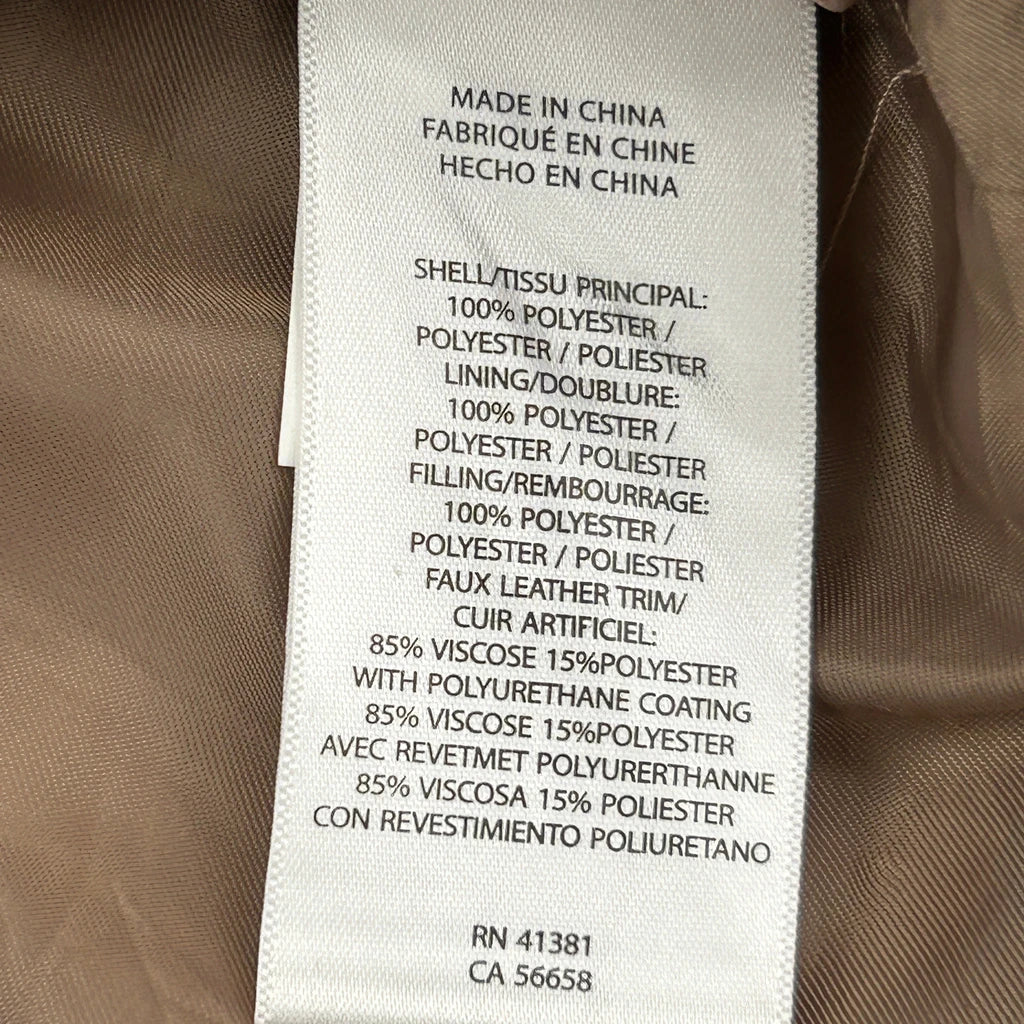 MADE IN CHINA
FABRIQUÉ EN CHINE
HECHO EN CHINA
SHELL/TISSU PRINCIPAL:
100% POLYESTER /
POLYESTER / POLIESTER
LINING/DOUBLURE:
100% POLYESTER /
POLYESTER / POLIESTER
FILLING/REMBOURRAGE:
100% POLYESTER /
POLYESTER / POLIESTER
FAUX LEATHER TRIM/
CUIR ARTIFICIEL:
85% VISCOSE 15%POLYESTER
WITH POLYURETHANE COATING
85% VISCOSE 15%POLYESTER
AVEC REVETMET POLYURERTHANNE
85% VISCOSA 15% POLIESTER
CON REVESTIMIENTO POLIURETANO
RN 41381
CA 56658